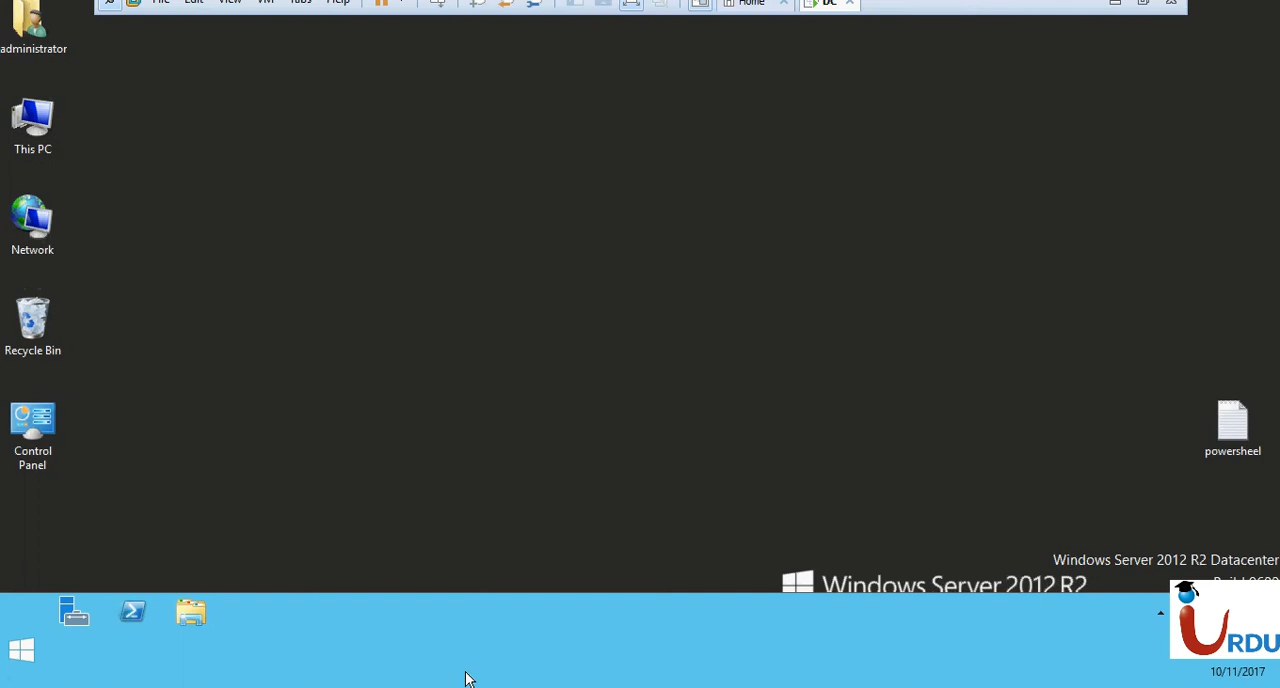 File Edit View VM Tabs Help
Home
DC
administrator
This PC
Network
Recycle Bin
Control
Panel
powersheel
Windows Server 2012 R2 Datacenter
Windows Server 2012 R2
URDU
10/11/2017